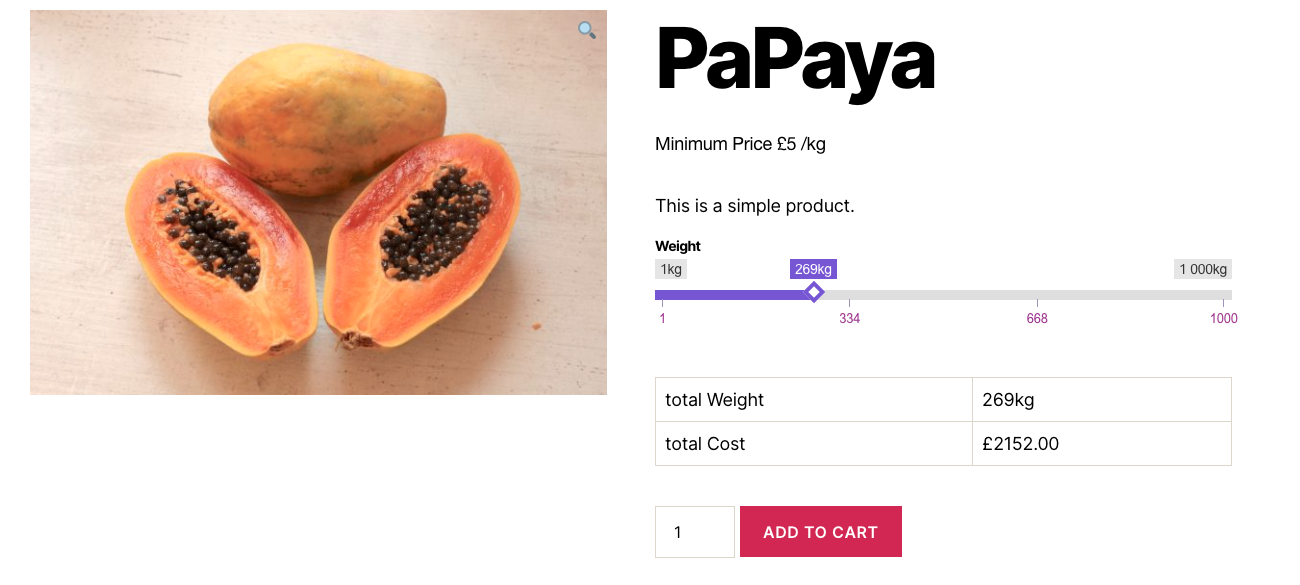 PaPaya
Minimum Price £5 /kg
This is a simple product.
Weight
1kg 269kg 1 000kg
1 334 668 1000
total Weight 269kg
total Cost £2152.00
1 ADD TO CART